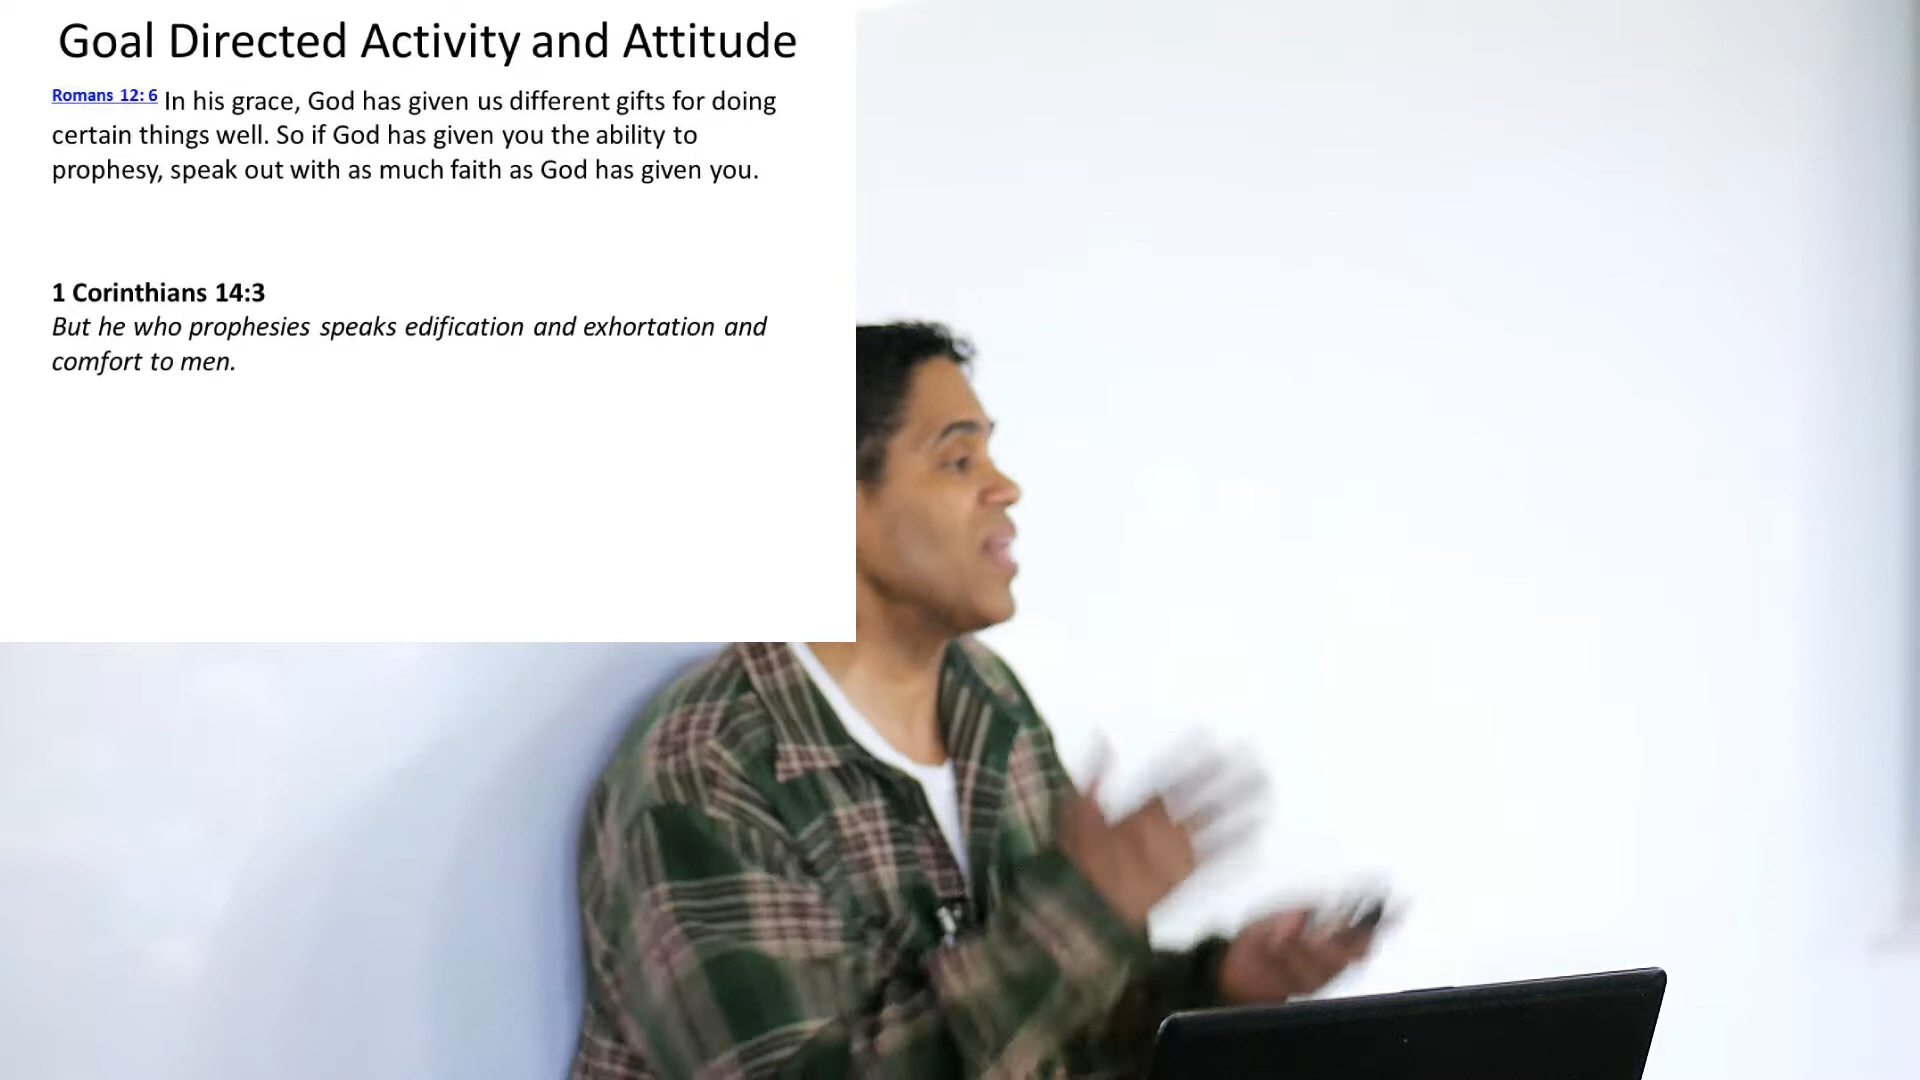 Goal Directed Activity and Attitude
Romans 12: 6 In his grace, God has given us different gifts for doing
certain things well. So if God has given you the ability to
prophesy, speak out with as much faith as God has given you.
1 Corinthians 14:3
But he who prophesies speaks edification and exhortation and
comfort to men.